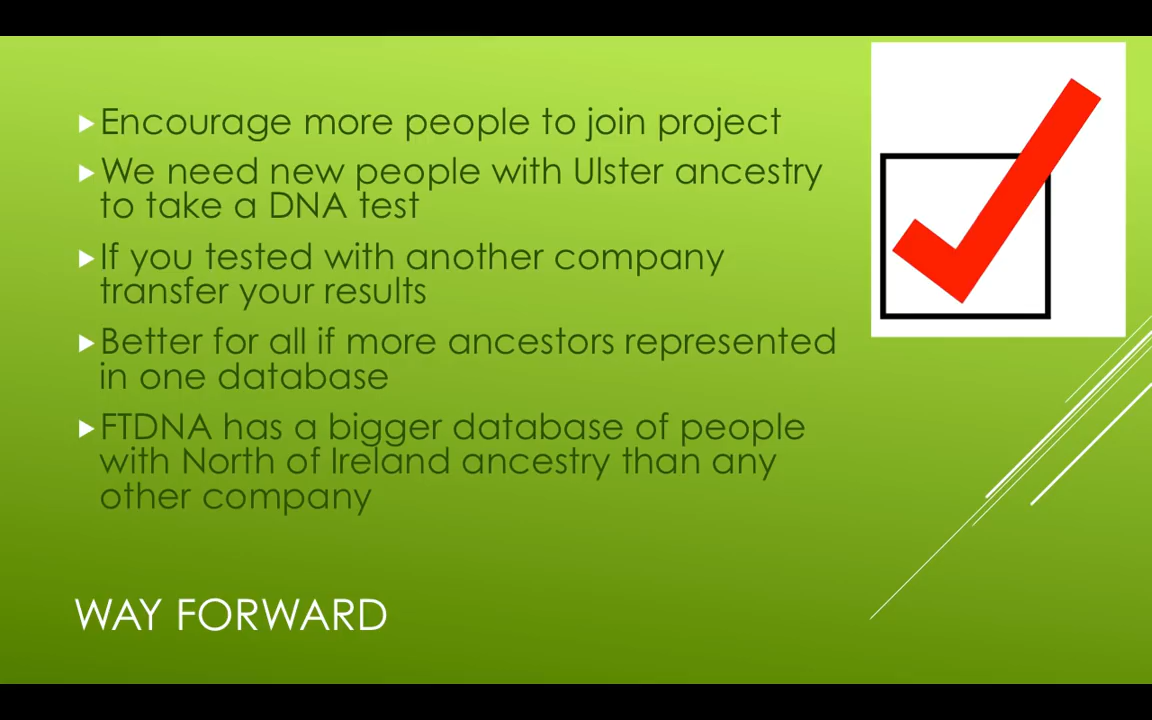 Encourage more people to join project
We need new people with Ulster ancestry
to take a DNA test
If you tested with another company
transfer your results
Better for all if more ancestors represented
in one database
FTDNA has a bigger database of people
with North of Ireland ancestry than any
other company
WAY FORWARD